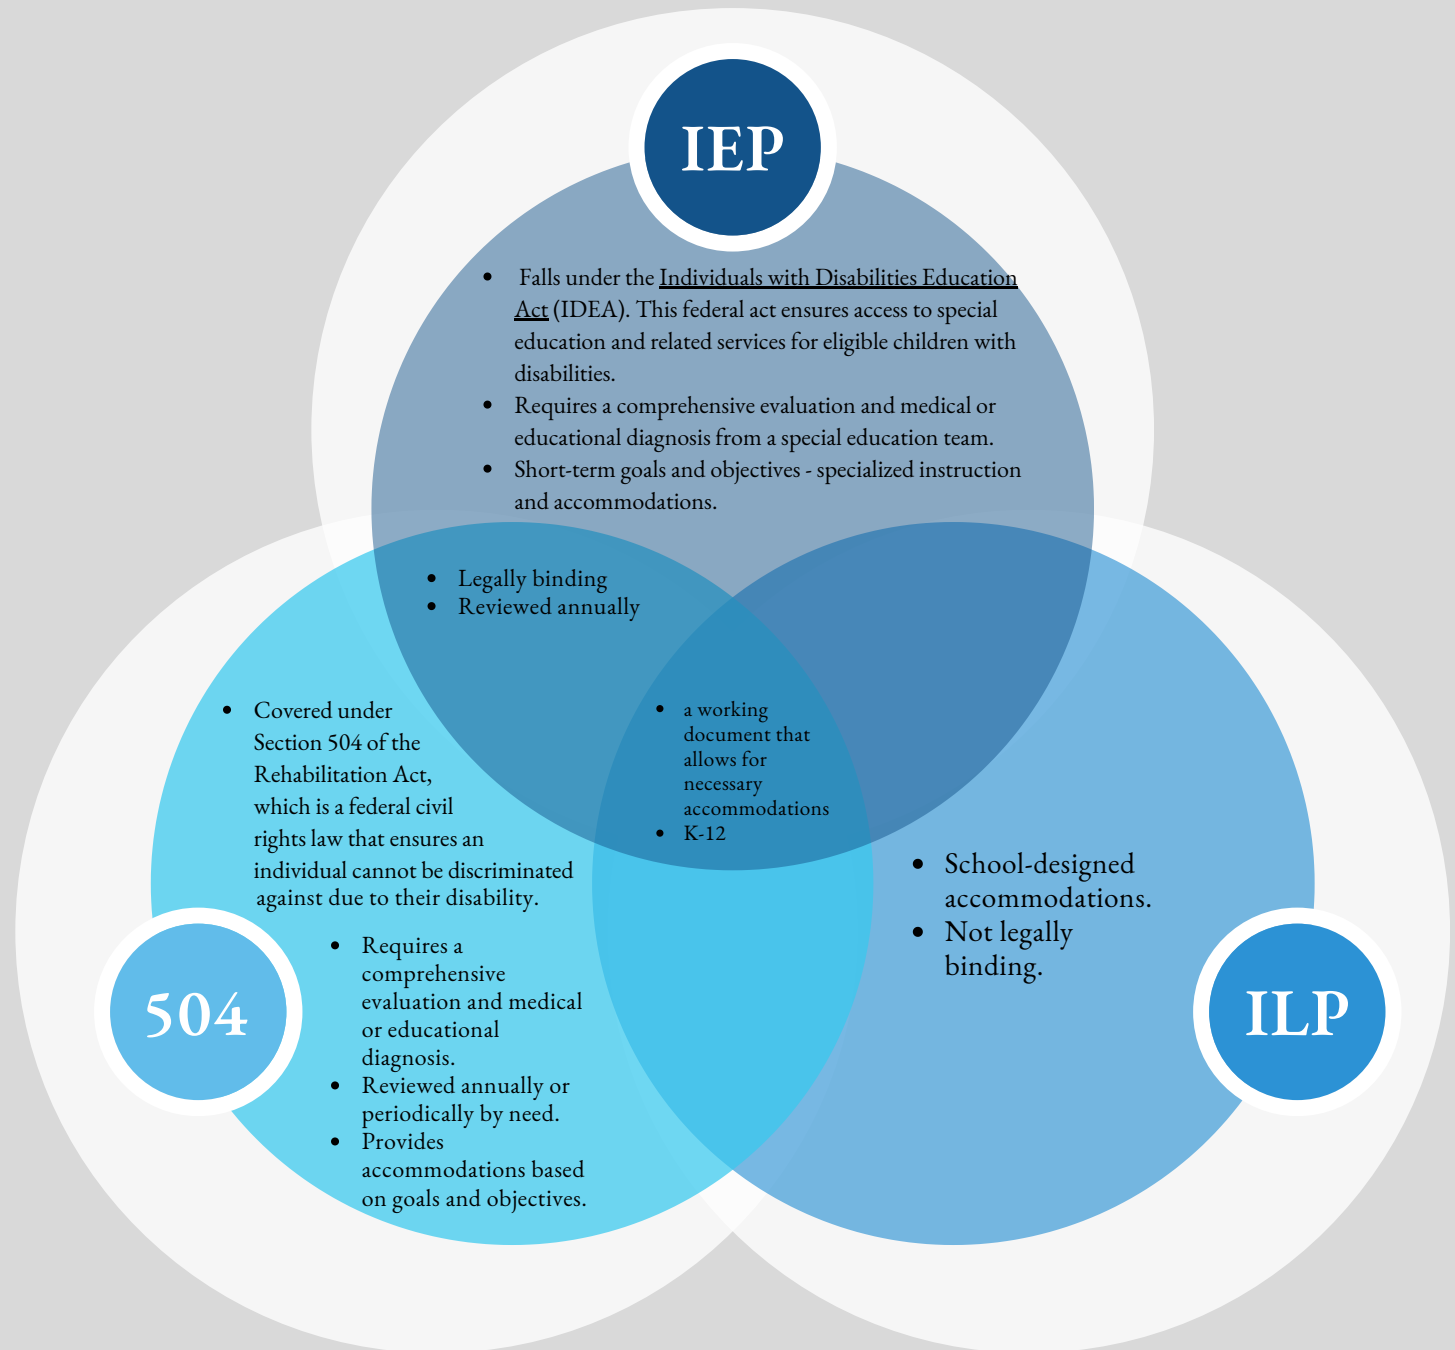 IEP
• Falls under the Individuals with Disabilities Education
Act (IDEA). This federal act ensures access to special
education and related services for eligible children with
disabilities.
• Requires a comprehensive evaluation and medical or
educational diagnosis from a special education team.
• Short-term goals and objectives - specialized instruction
and accommodations.
• Legally binding
• Reviewed annually
• a working
document that
allows for
necessary
accommodations
• K-12
• Covered under
Section 504 of the
Rehabilitation Act,
which is a federal civil
rights law that ensures an
individual cannot be discriminated
against due to their disability.
• Requires a
comprehensive
evaluation and medical
or educational
diagnosis.
• Reviewed annually or
periodically by need.
• Provides
accommodations based
on goals and objectives.
504
• School-designed
accommodations.
• Not legally
binding.
ILP